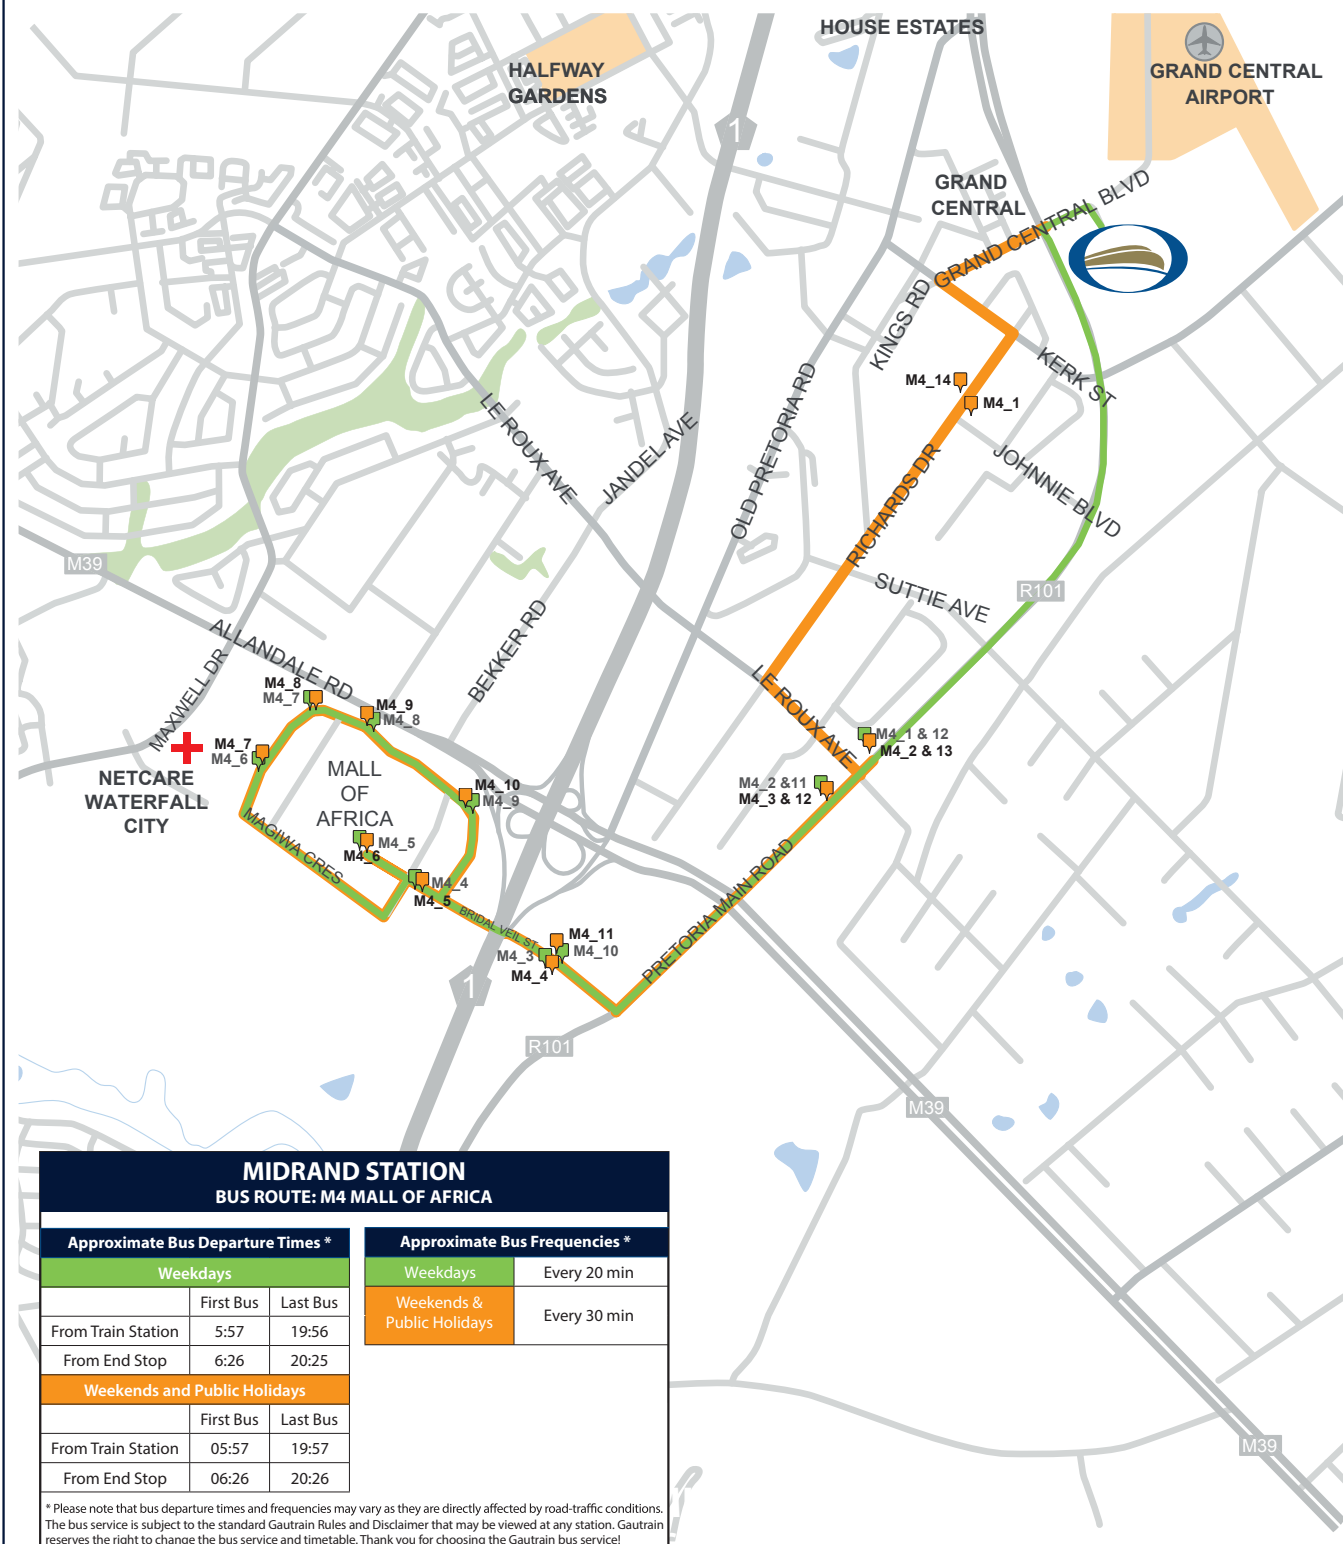 HOUSE ESTATES
HALFWAY
GARDENS
GRAND CENTRAL
AIRPORT
1
GRAND
CENTRAL
GRAND CENTRAL BLVD
KINGS RD
KERK ST
M4_14
M4_1
LE ROUX AVE
JANDEL AVE
OLD PRETORIA RD
RICHARDS DR
JOHNNIE BLVD
M39
SUTTIE AVE
R101
ALLANDALE RD
BEKKER RD
MAXWELL DR
LE ROUX AVE
M4_8
M4_7
M4_9
M4_8
M4_7
M4_6
M4_1 & 12
M4_2 & 13
NETCARE
WATERFALL
CITY
MALL
OF
AFRICA
M4_10
M4_9
M4_2 &11
M4_3 & 12
MAGIWA CRES
M4_5
M4_6
M4_4
M4_5
BRIDAL VEIL ST
PRETORIA MAIN ROAD
M4_11
M4_10
M4_3
M4_4
1
R101
M39
M39
MIDRAND STATION
BUS ROUTE: M4 MALL OF AFRICA
Approximate Bus Departure Times *
Weekdays
First Bus Last Bus
From Train Station 5:57 19:56
From End Stop 6:26 20:25
Weekends and Public Holidays
First Bus Last Bus
From Train Station 05:57 19:57
From End Stop 06:26 20:26
Approximate Bus Frequencies *
Weekdays Every 20 min
Weekends &
Public Holidays Every 30 min
* Please note that bus departure times and frequencies may vary as they are directly affected by road-traffic conditions.
The bus service is subject to the standard Gautrain Rules and Disclaimer that may be viewed at any station. Gautrain
reserves the right to change the bus service and timetable. Thank you for choosing the Gautrain bus service!